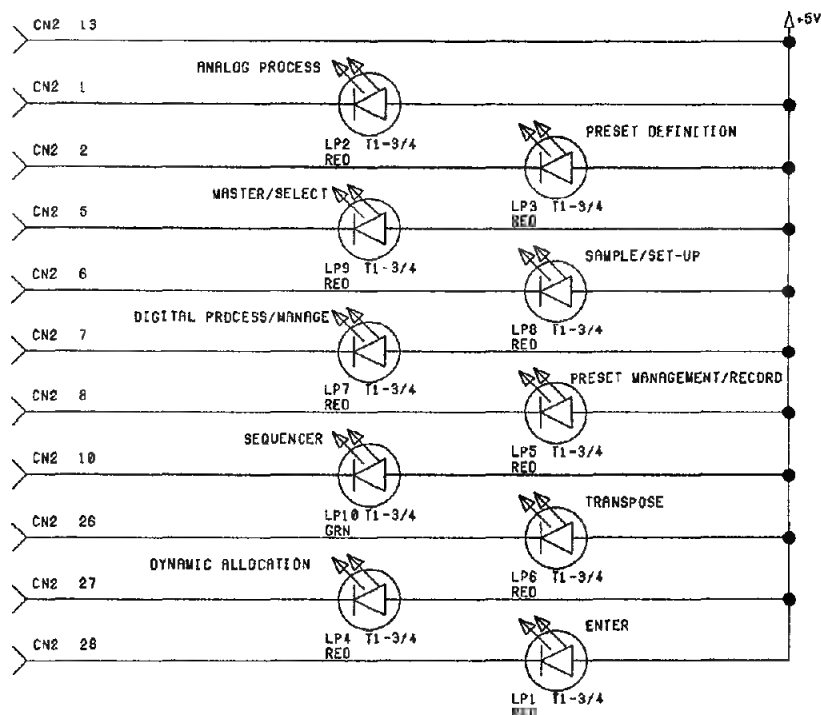 CN2 13
+5V
ANALOG PROCESS
CN2 1
LP2 T1-3/4
RED
PRESET DEFINITION
CN2 2
LP3 T1-3/4
RED
MASTER/SELECT
CN2 5
LP9 T1-3/4
RED
SAMPLE/SET-UP
CN2 6
LP8 T1-3/4
RED
DIGITAL PROCESS/MANAGE
CN2 7
LP7 T1-3/4
RED
PRESET MANAGEMENT/RECORD
CN2 8
LP5 T1-3/4
RED
SEQUENCER
CN2 10
LP10 T1-3/4
GRN
TRANSPOSE
CN2 26
LP6 T1-3/4
RED
DYNAMIC ALLOCATION
CN2 27
LP4 T1-3/4
RED
ENTER
CN2 28
LP1 T1-3/4